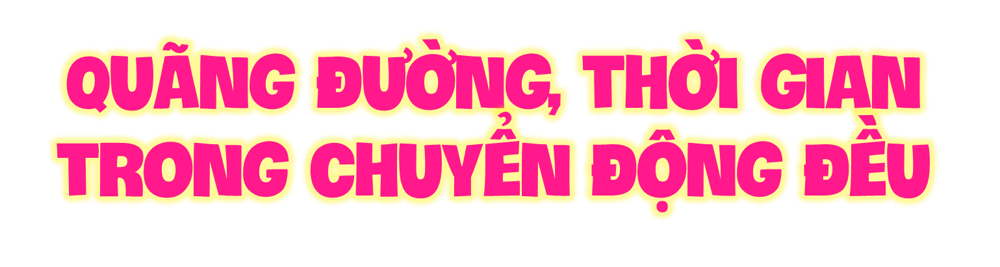 QUÃNG ĐƯỜNG, THỜI GIAN
TRONG CHUYỂN ĐỘNG ĐỀU